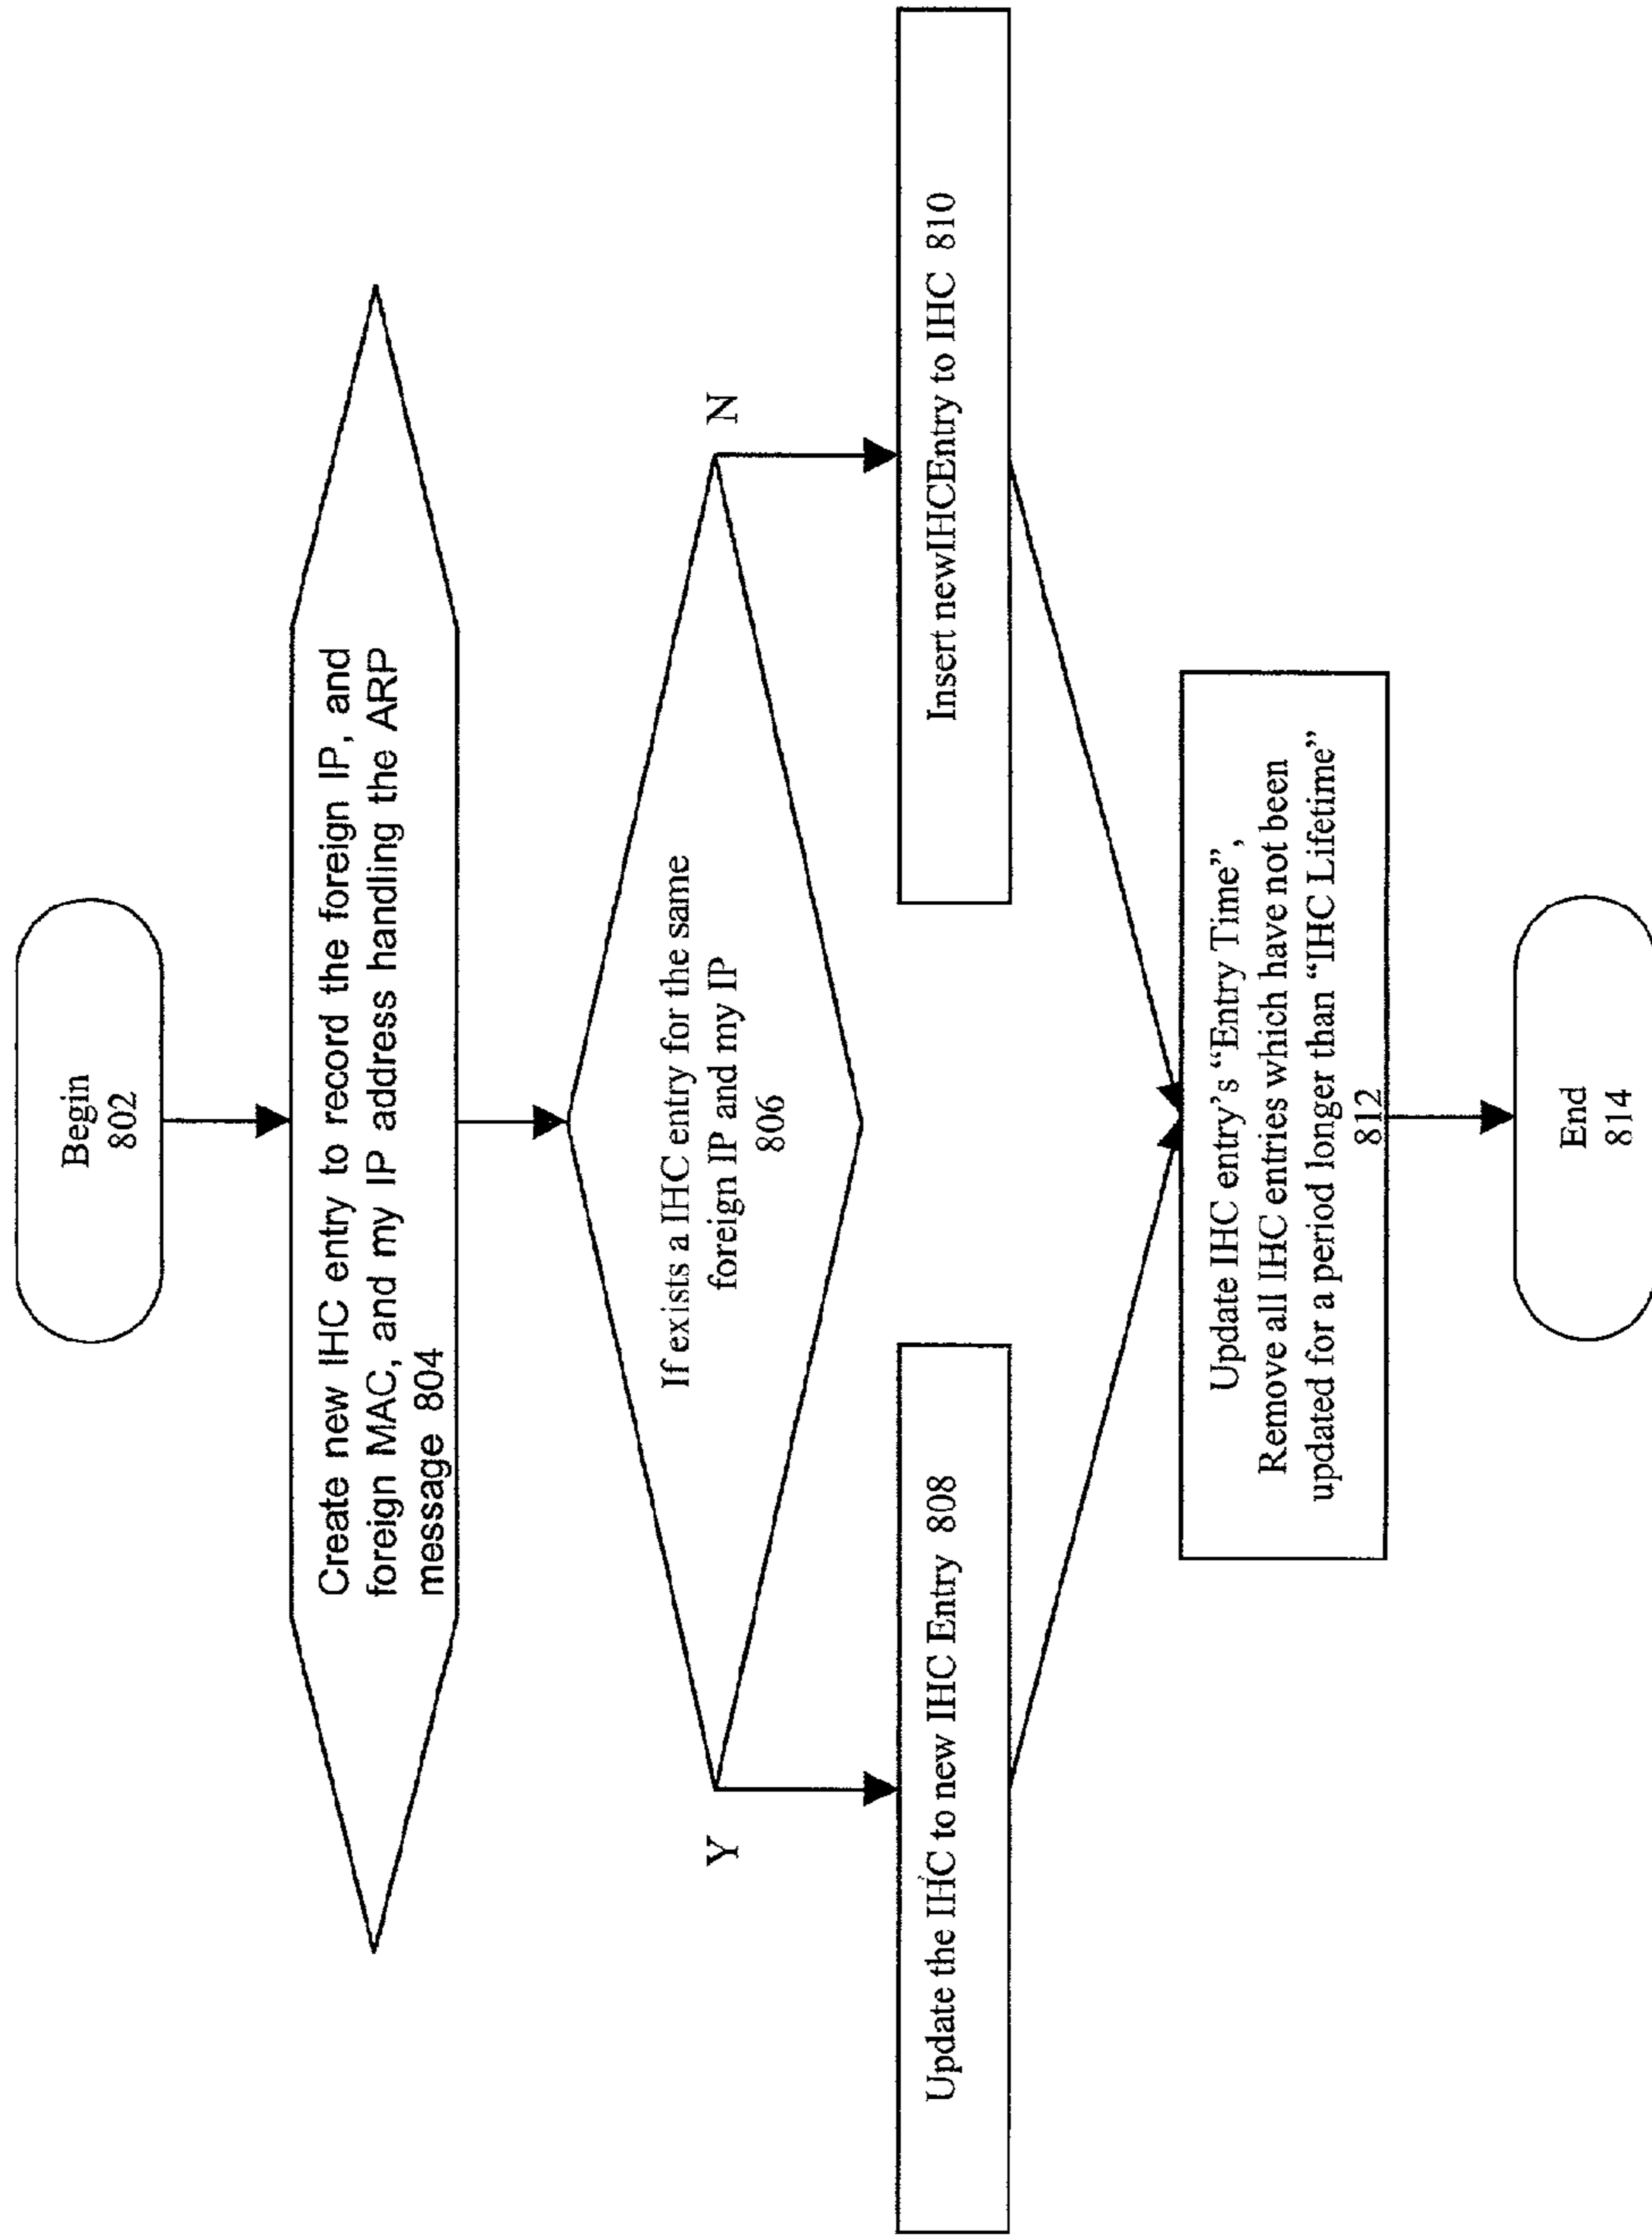 Begin
802
Create new IHC entry to record the foreign IP, and
foreign MAC, and my IP address handling the ARP
message 804
If exists a IHC entry for the same
foreign IP and my IP
806
Y
N
Update the IHC to new IHC Entry 808
Insert newIHCEntry to IHC 810
Update IHC entry's “Entry Time”,
Remove all IHC entries which have not been
updated for a period longer than “IHC Lifetime”
812
End
814